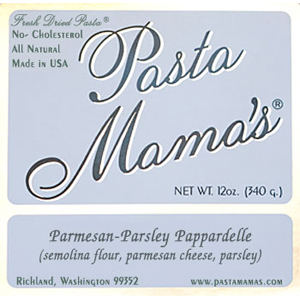 Fresh Dried Pasta®
No- Cholesterol
All Natural
Made in USA
Pasta
Mama's®
NET WT. 12oz. (340 g.)
Parmesan-Parsley Pappardelle
(semolina flour, parmesan cheese, parsley)
Richland, Washington 99352
www.pastamamas.com